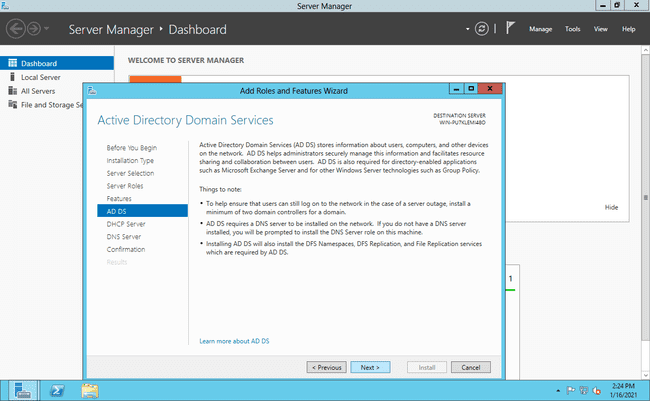 Server Manager
Server Manager • Dashboard
Manage Tools View Help
Dashboard
Local Server
All Servers
File and Storage Se
WELCOME TO SERVER MANAGER
Add Roles and Features Wizard
Active Directory Domain Services
DESTINATION SERVER
Before You Begin
Installation Type
Server Selection
Server Roles
Features
AD DS
DHCP Server
DNS Server
Confirmation
Results
Active Directory Domain Services (AD DS) stores information about users, computers, and other devices
on the network. AD DS helps administrators securely manage this information and facilitates resource
sharing and collaboration between users. AD DS is also required for directory-enabled applications
such as Microsoft Exchange Server and for other Windows Server technologies such as Group Policy.
Things to note:
• To help ensure that users can still log on to the network in the case of a server outage, install a
minimum of two domain controllers for a domain.
• AD DS requires a DNS server to be installed on the network. If you do not have a DNS server
installed, you will be prompted to install the DNS Server role on this machine.
• Installing AD DS will also install the DFS Namespaces, DFS Replication, and File Replication services
which are required by AD DS.
Learn more about AD DS
Hide
1
< Previous Next > Install Cancel
2:24 PM
1/16/2021